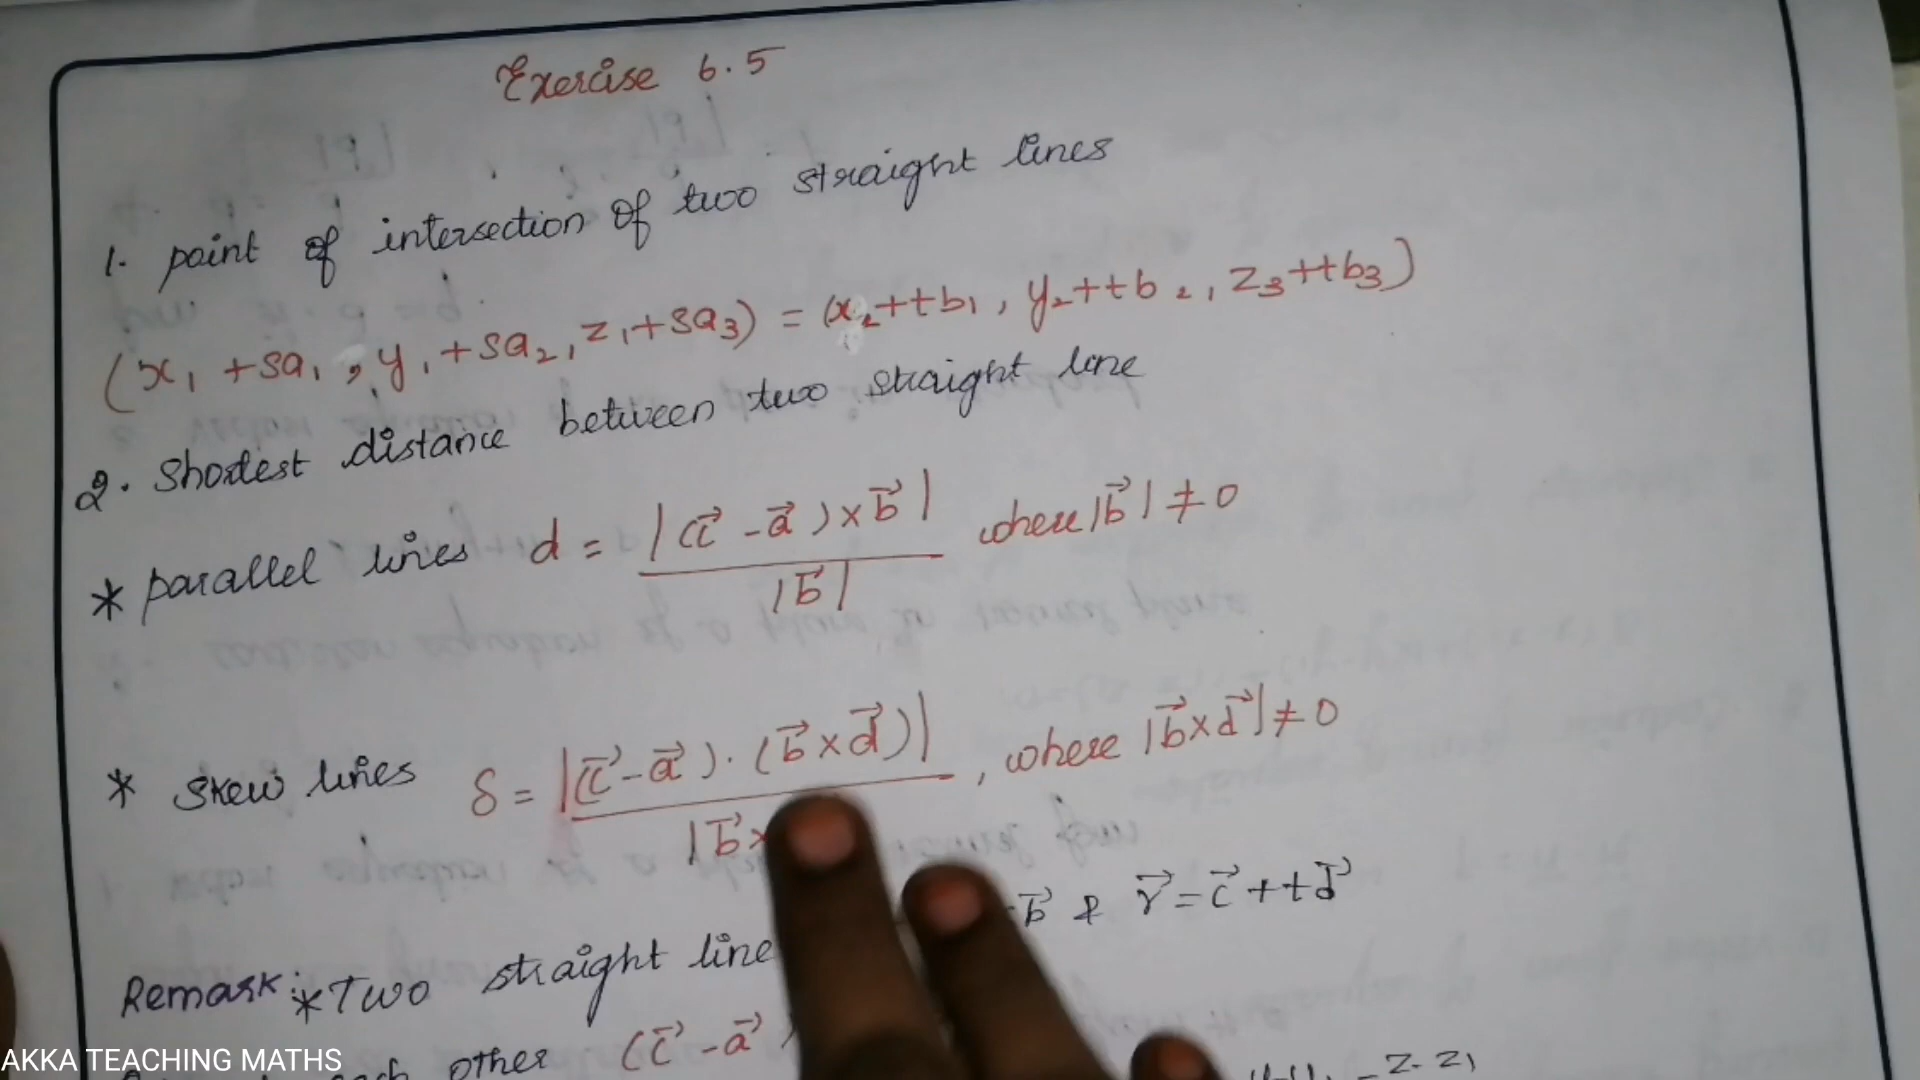 Exercise 6.5
1. point of intersection of two straight lines
(x₁ + sa₁, y₁ + sa₂, z₁ + sa₃) = (x₂ + tb₁, y₂ + tb₂, z₃ + tb₃)
2. Shortest distance between two straight line
* parallel lines d = |(c⃗ - a⃗) × b⃗| / |b⃗| where |b⃗| ≠ 0
* skew lines δ = |(c⃗ - a⃗) · (b⃗ × d⃗)| / |b⃗ × , where |b⃗ × d⃗| ≠ 0
Remark: * Two straight line b⃗ & r⃗ = c⃗ + td⃗
other (c⃗ - a⃗)
z - z₁
AKKA TEACHING MATHS